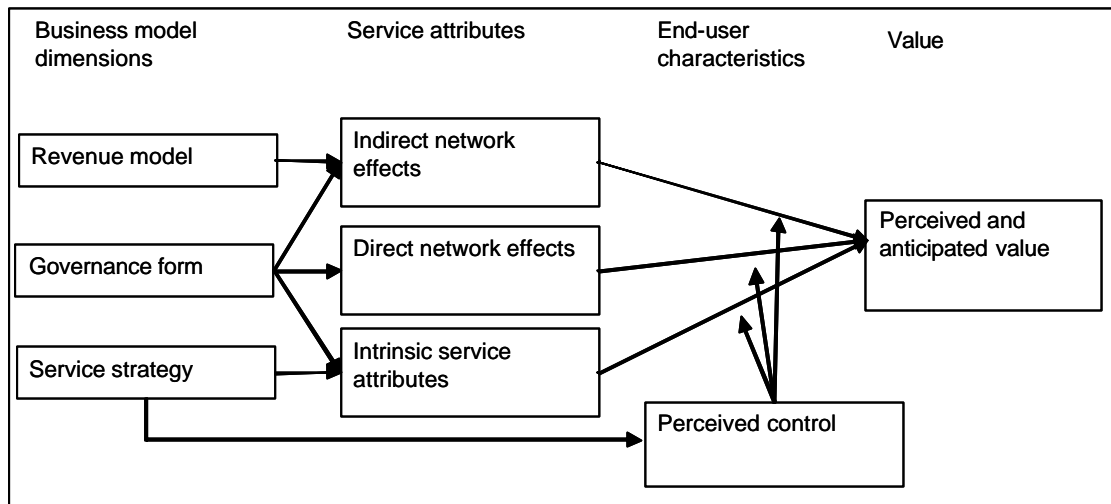 Business model
dimensions
Service attributes
End-user
characteristics
Value
Revenue model
Governance form
Service strategy
Indirect network
effects
Direct network effects
Intrinsic service
attributes
Perceived control
Perceived and
anticipated value